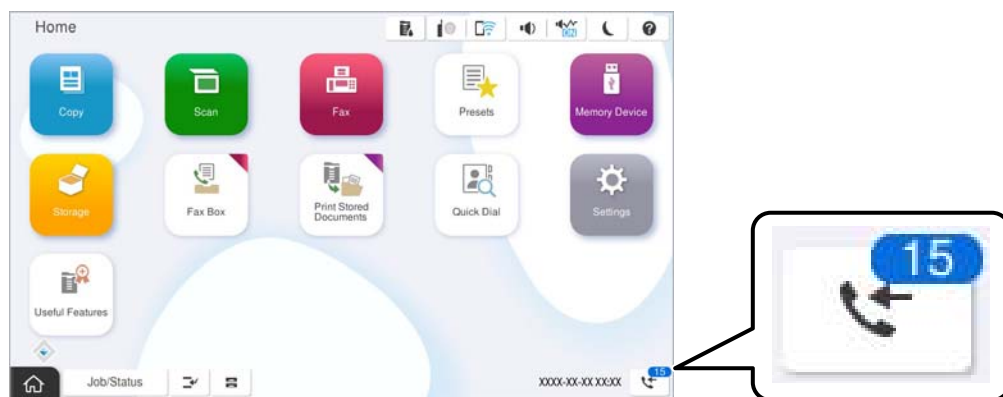 Home
Copy
Scan
Fax
Presets
Memory Device
Storage
Fax Box
Print Stored
Documents
Quick Dial
Settings
Useful Features
Job/Status
XXXX-XX-XX XX:XX
15
15